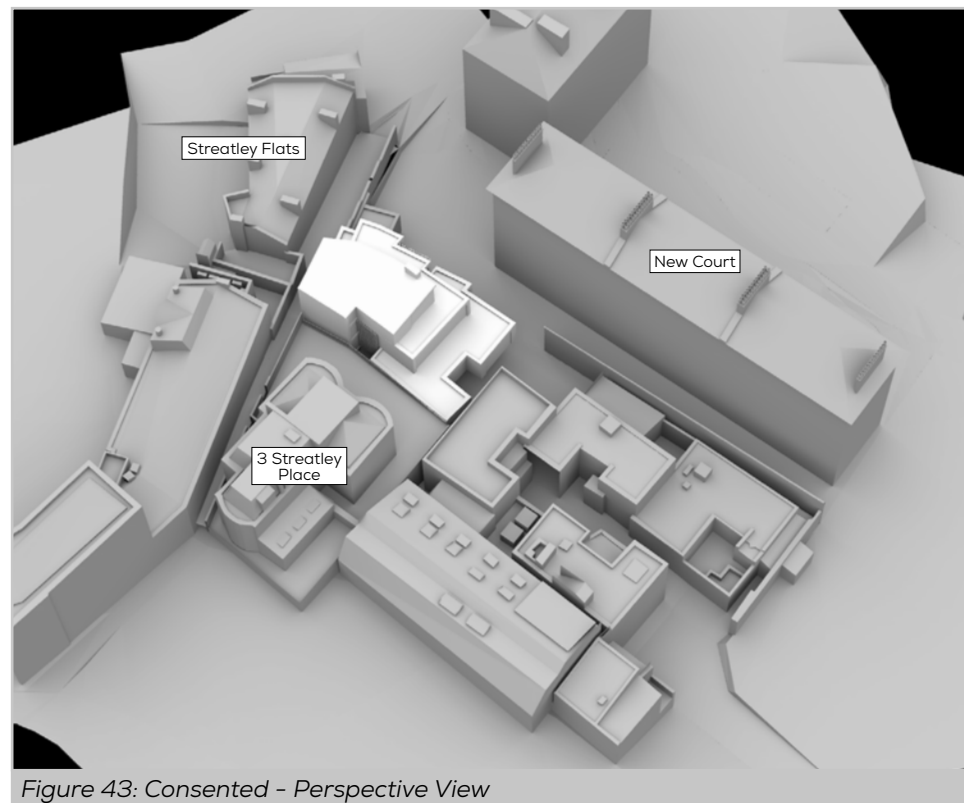 Streatley Flats
New Court
3 Streatley
Place
Figure 43: Consented - Perspective View